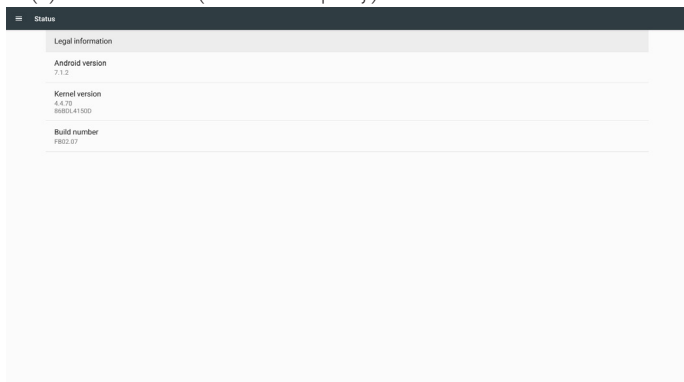 Status
Legal information
Android version
7.1.2
Kernel version
4.4.70
86BDL4150D
Build number
FB02.07